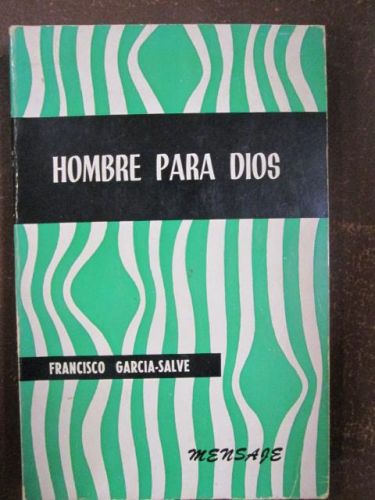 HOMBRE PARA DIOS
FRANCISCO GARCIA-SALVE
MENSAJE